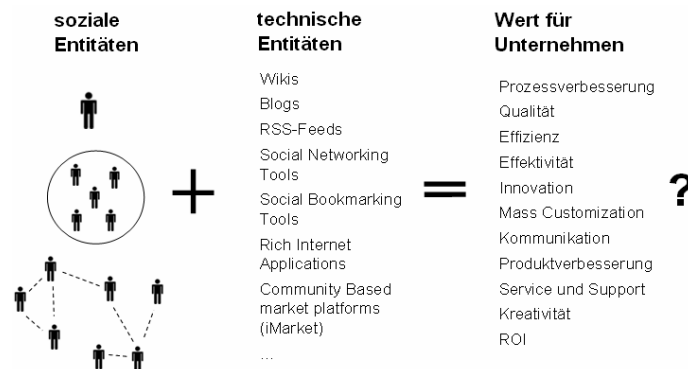 soziale
Entitäten
technische
Entitäten
Wert für
Unternehmen
Wikis
Blogs
RSS-Feeds
Social Networking
Tools
Social Bookmarking
Tools
Rich Internet
Applications
Community Based
market platforms
(iMarket)
...
+
=
Prozessverbesserung
Qualität
Effizienz
Effektivität
Innovation
Mass Customization
Kommunikation
Produktverbesserung
Service und Support
Kreativität
ROI
?